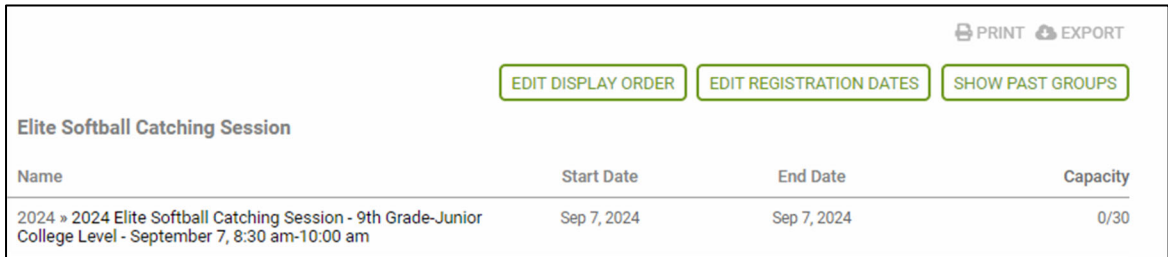 PRINT EXPORT
EDIT DISPLAY ORDER EDIT REGISTRATION DATES SHOW PAST GROUPS
Elite Softball Catching Session
Name Start Date End Date Capacity
2024 » 2024 Elite Softball Catching Session - 9th Grade-Junior Sep 7, 2024 Sep 7, 2024 0/30
College Level - September 7, 8:30 am-10:00 am